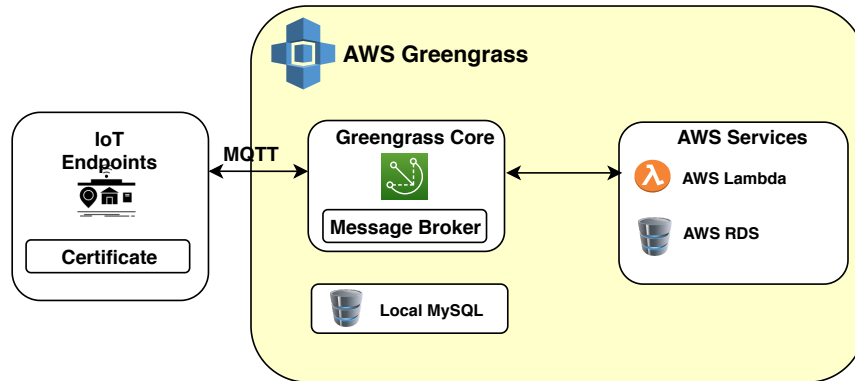 AWS Greengrass
IoT
Endpoints
Certificate
MQTT
Greengrass Core
Message Broker
Local MySQL
AWS Services
AWS Lambda
AWS RDS